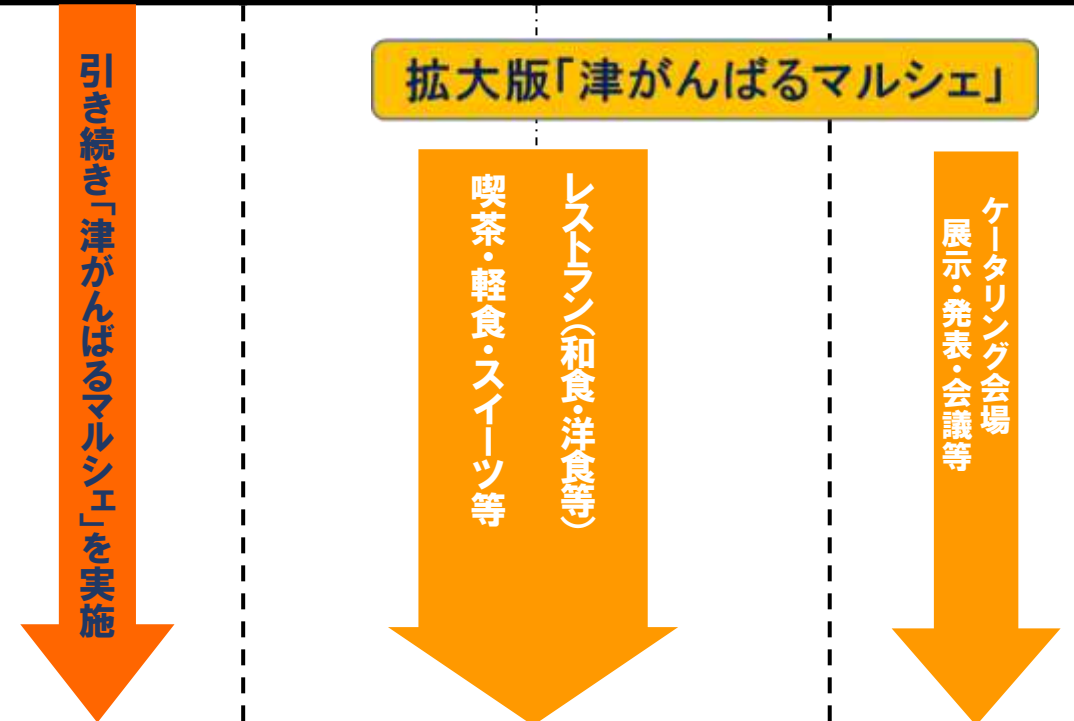 拡大版「津がんばるマルシェ」
引き続き「津がんばるマルシェ」を実施
レストラン（和食・洋食等）
喫茶・軽食・スイーツ等
ケータリング会場
展示・発表・会議等